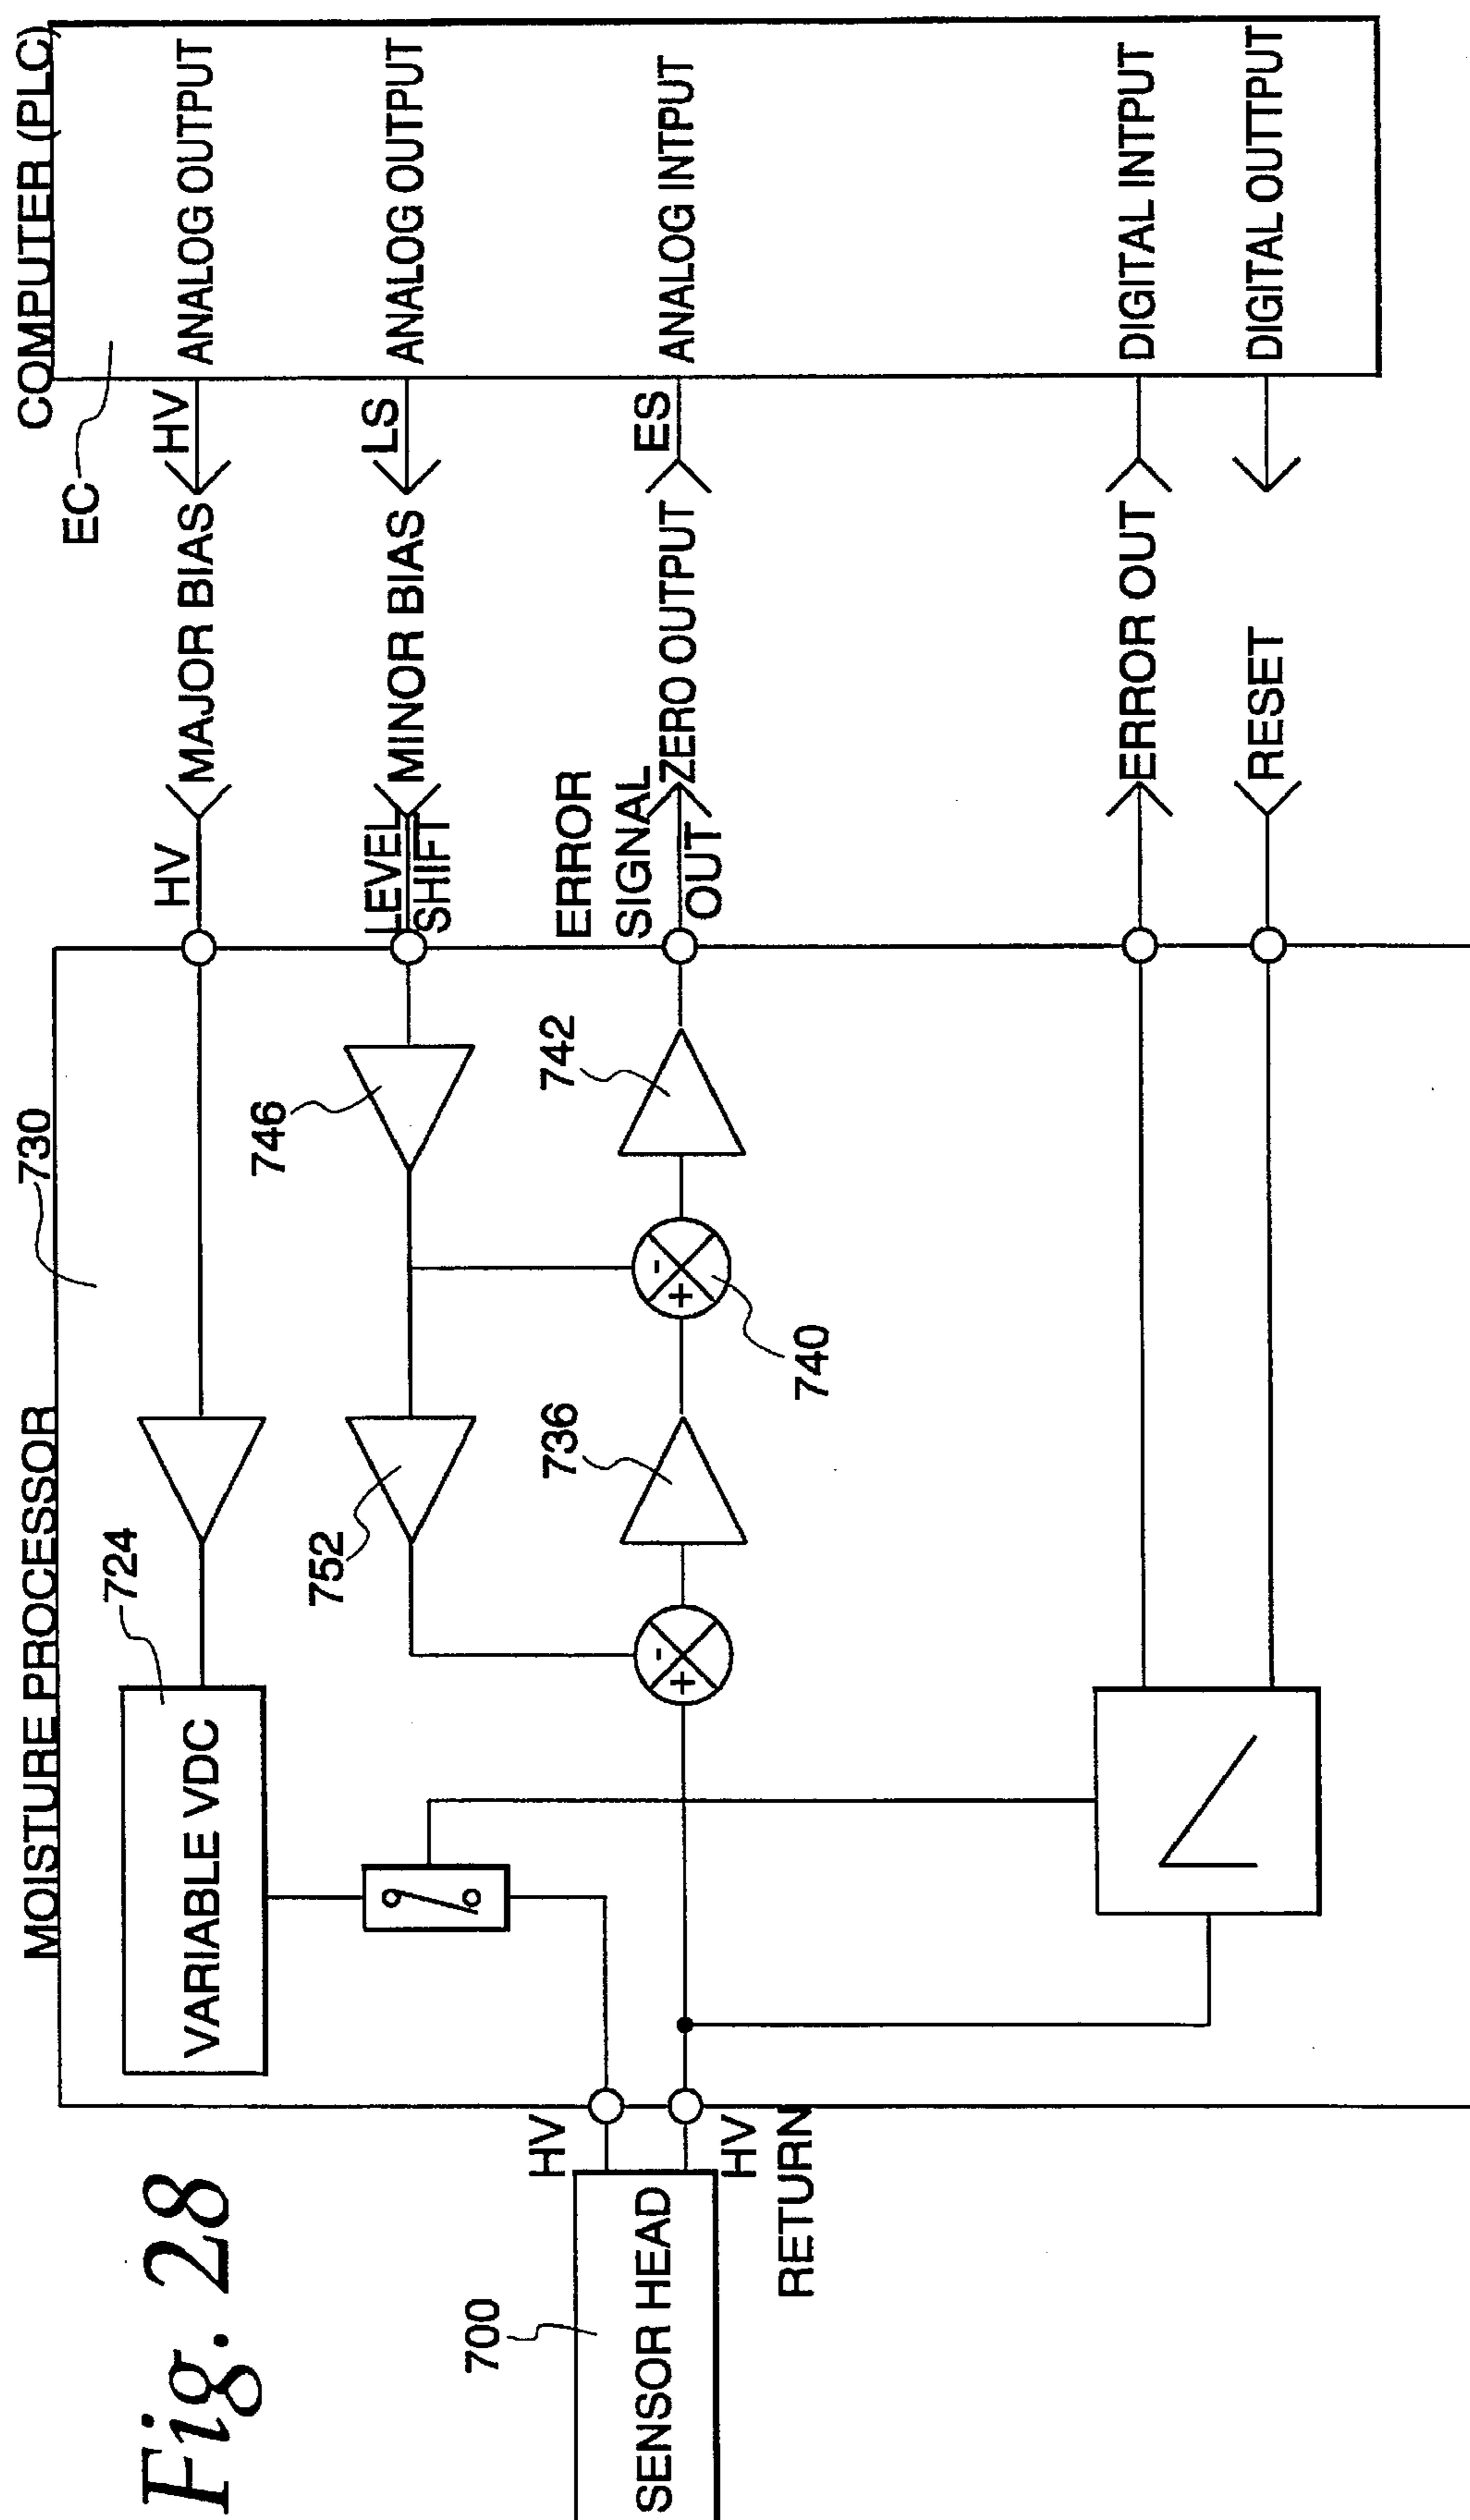 Fig. 28
MOISTURE PROCESSOR
730
COMPUTER (PLC)
EC
724
VARIABLE VDC
HV
MAJOR BIAS
HV
ANALOG OUTPUT
752
746
LEVEL
SHIFT
MINOR BIAS
LS
ANALOG OUTPUT
700
SENSOR HEAD
HV
HV
RETURN
+
-
736
+
-
740
742
ERROR
SIGNAL
OUT
ZERO OUTPUT
ES
ANALOG INTPUT
ERROR OUT
DIGITAL INTPUT
RESET
DIGITAL OUTTPUT